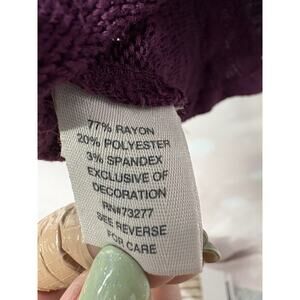 77% RAYON
20% POLYESTER
3% SPANDEX
EXCLUSIVE OF
DECORATION
RN#73277
SEE REVERSE
FOR CARE